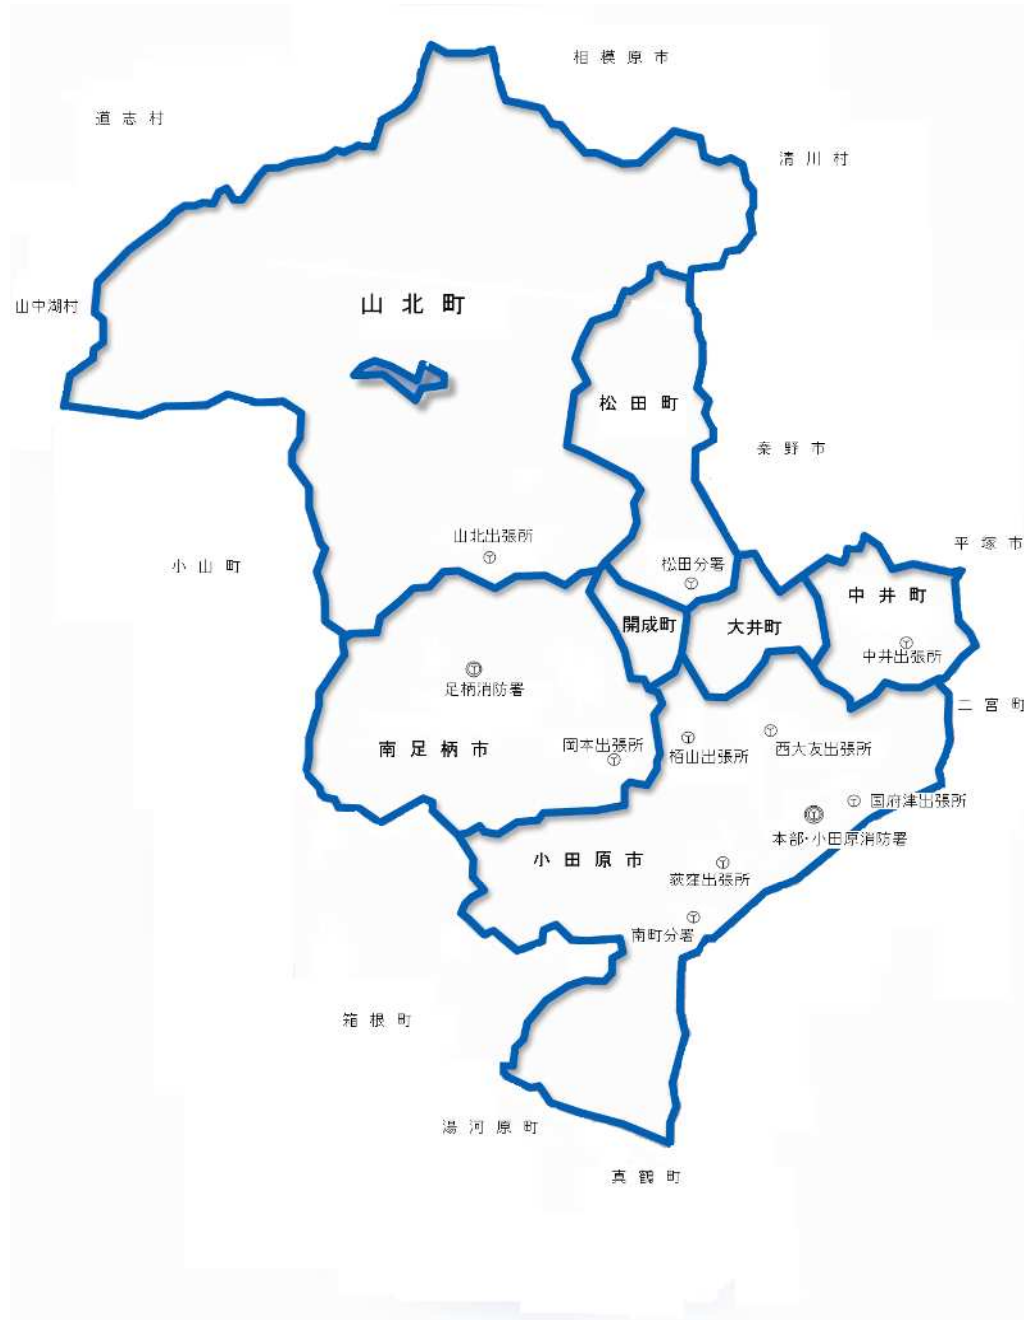 相模原市
道志村
清川村
山中湖村
山北町
松田町
秦野市
山北出張所
平塚市
小山町
松田分署
中井町
開成町
大井町
中井出張所
足柄消防署
二宮町
南足柄市
岡本出張所
栢山出張所
西大友出張所
国府津出張所
本部・小田原消防署
小田原市
荻窪出張所
南町分署
箱根町
湯河原町
真鶴町